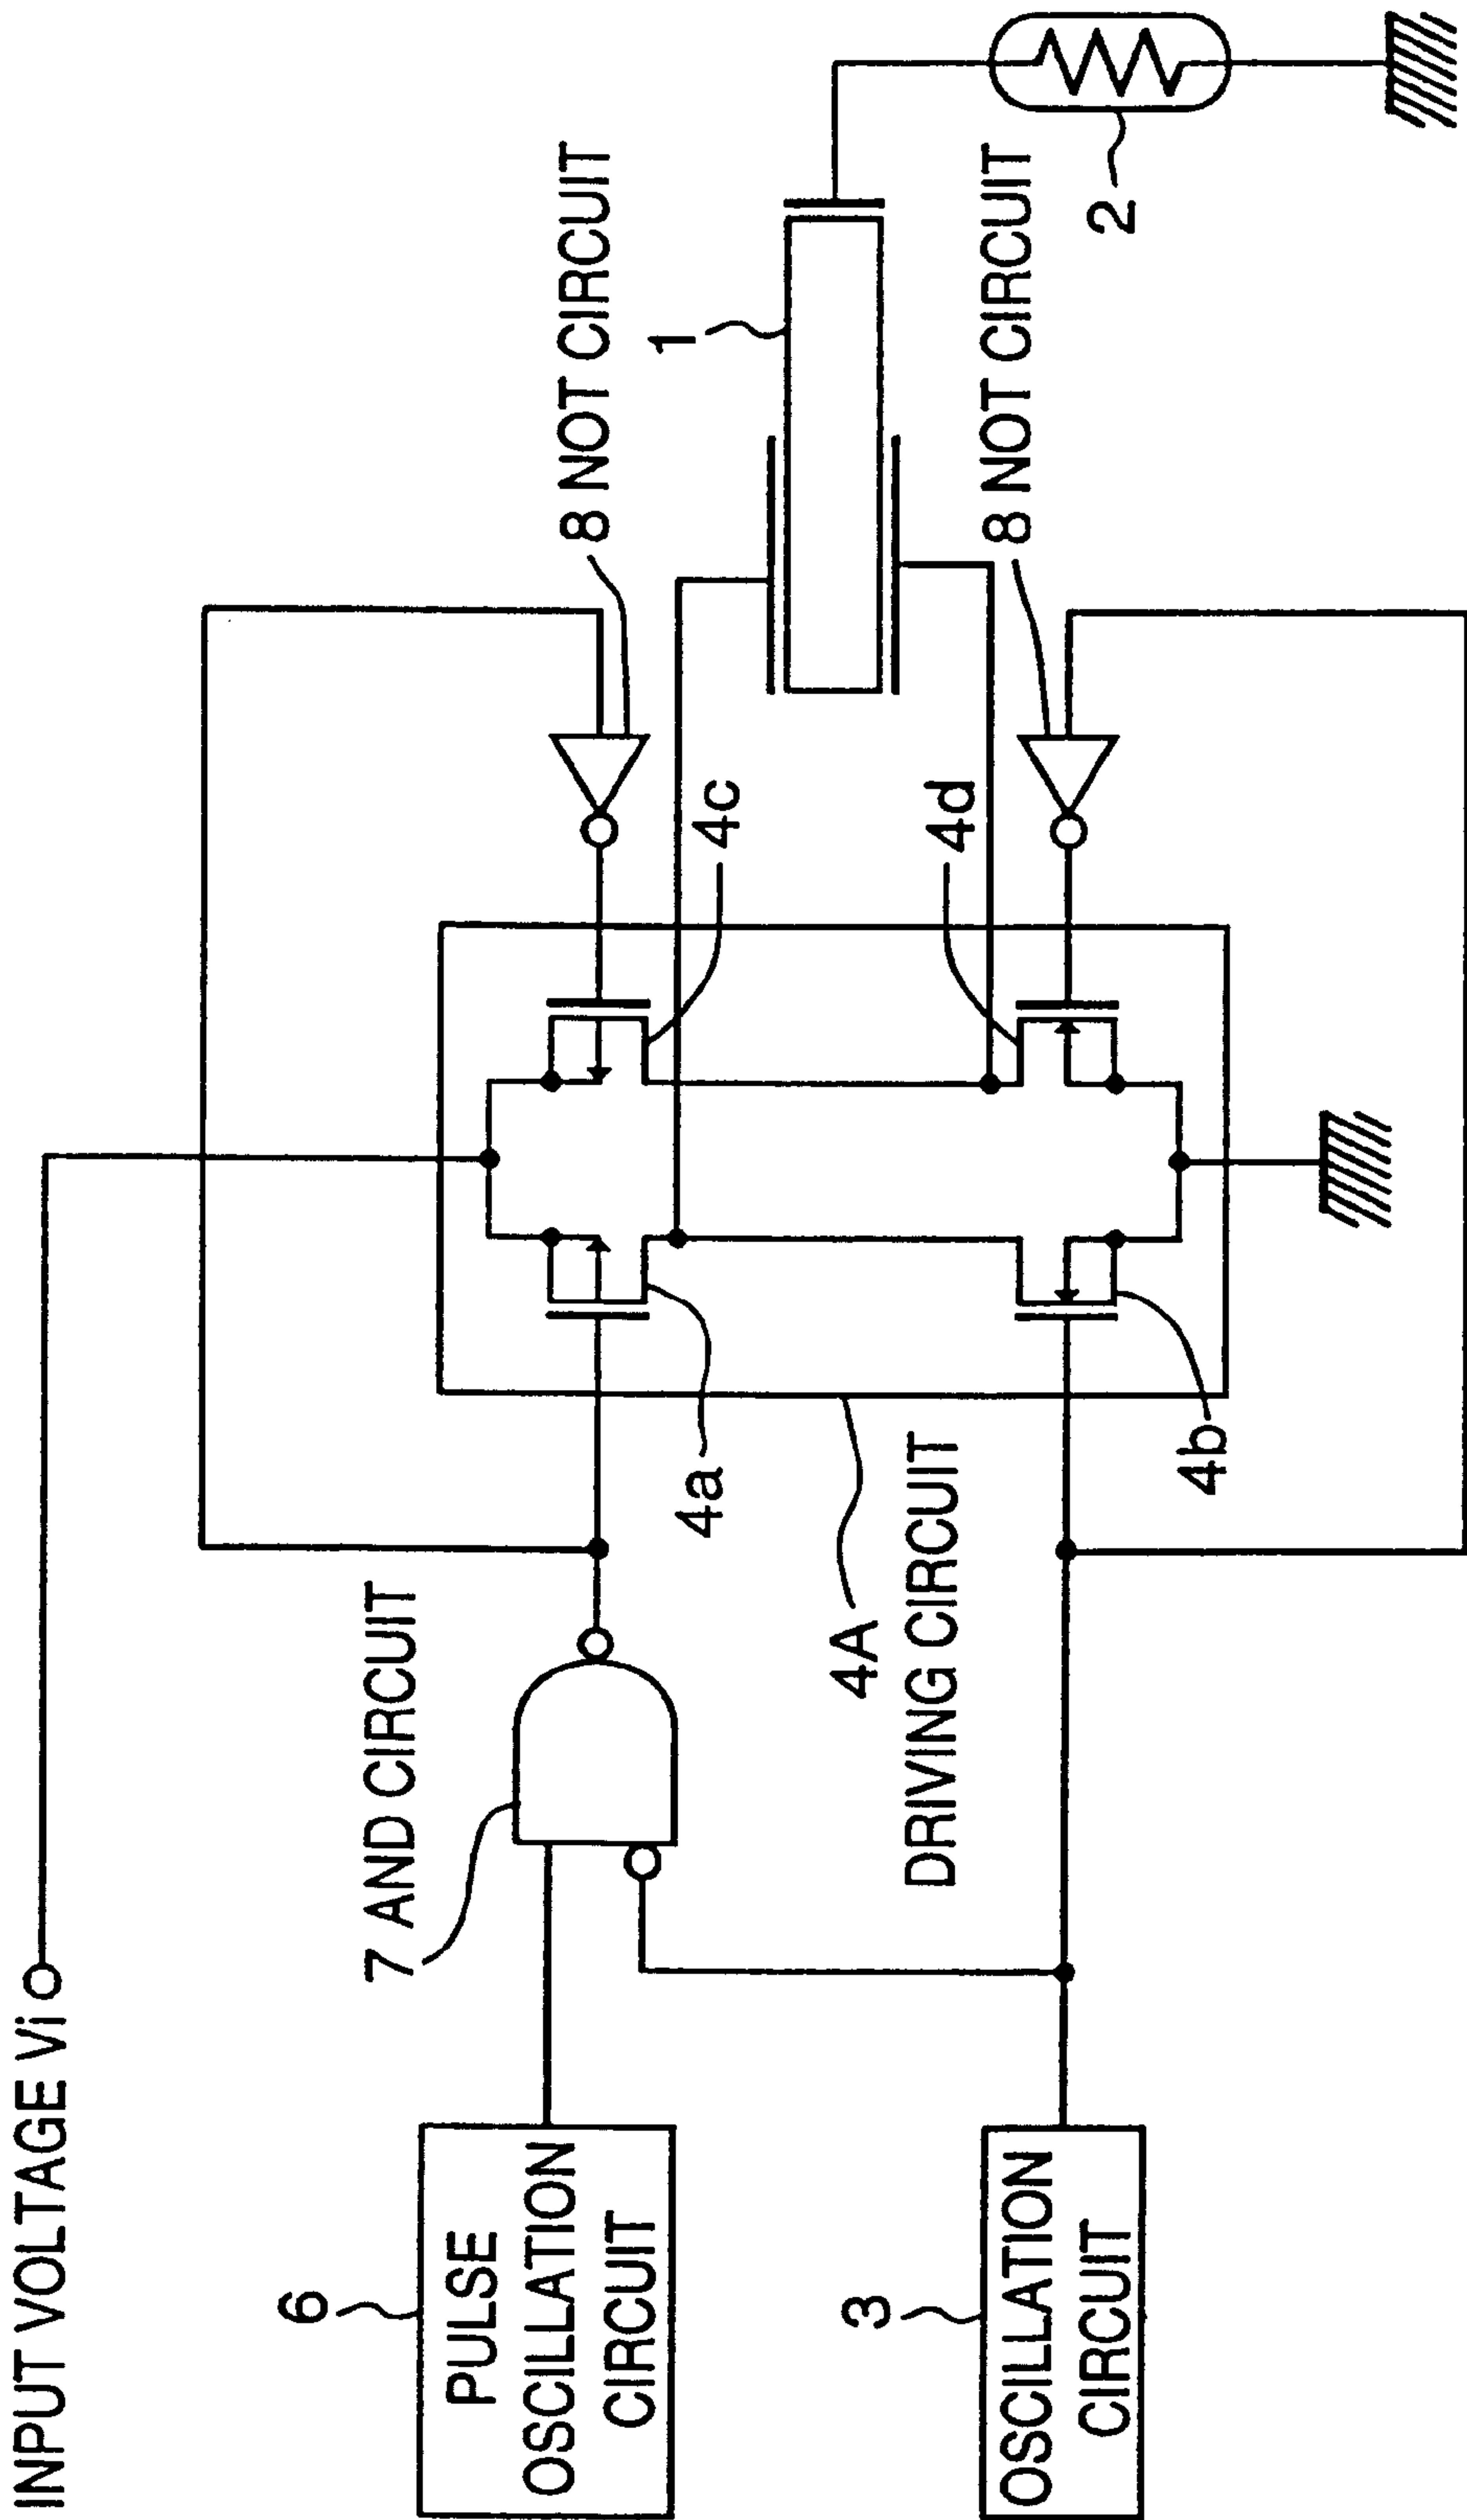 INPUT VOLTAGE Vi
6
PULSE
OSCILLATION
CIRCUIT
7 AND CIRCUIT
8 NOT CIRCUIT
4a
4c
1
3
OSCILLATION
CIRCUIT
4A
DRIVING CIRCUIT
4b
4d
8 NOT CIRCUIT
2